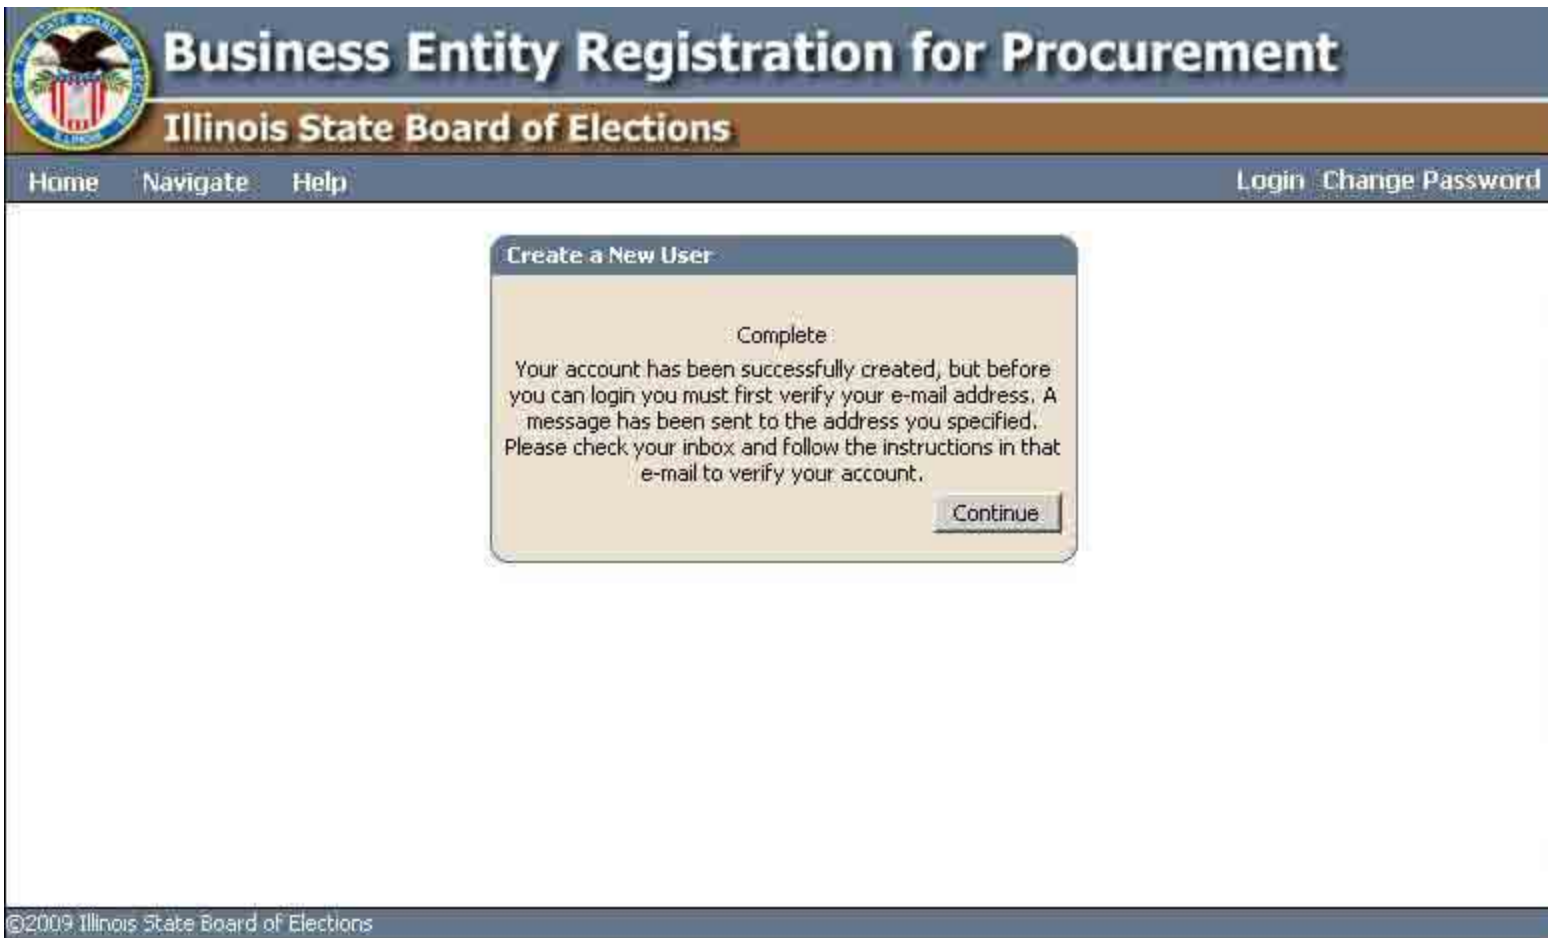 Business Entity Registration for Procurement
Illinois State Board of Elections
Home Navigate Help Login Change Password
Create a New User
Complete
Your account has been successfully created, but before
you can login you must first verify your e-mail address. A
message has been sent to the address you specified.
Please check your inbox and follow the instructions in that
e-mail to verify your account.
Continue
©2009 Illinois State Board of Elections